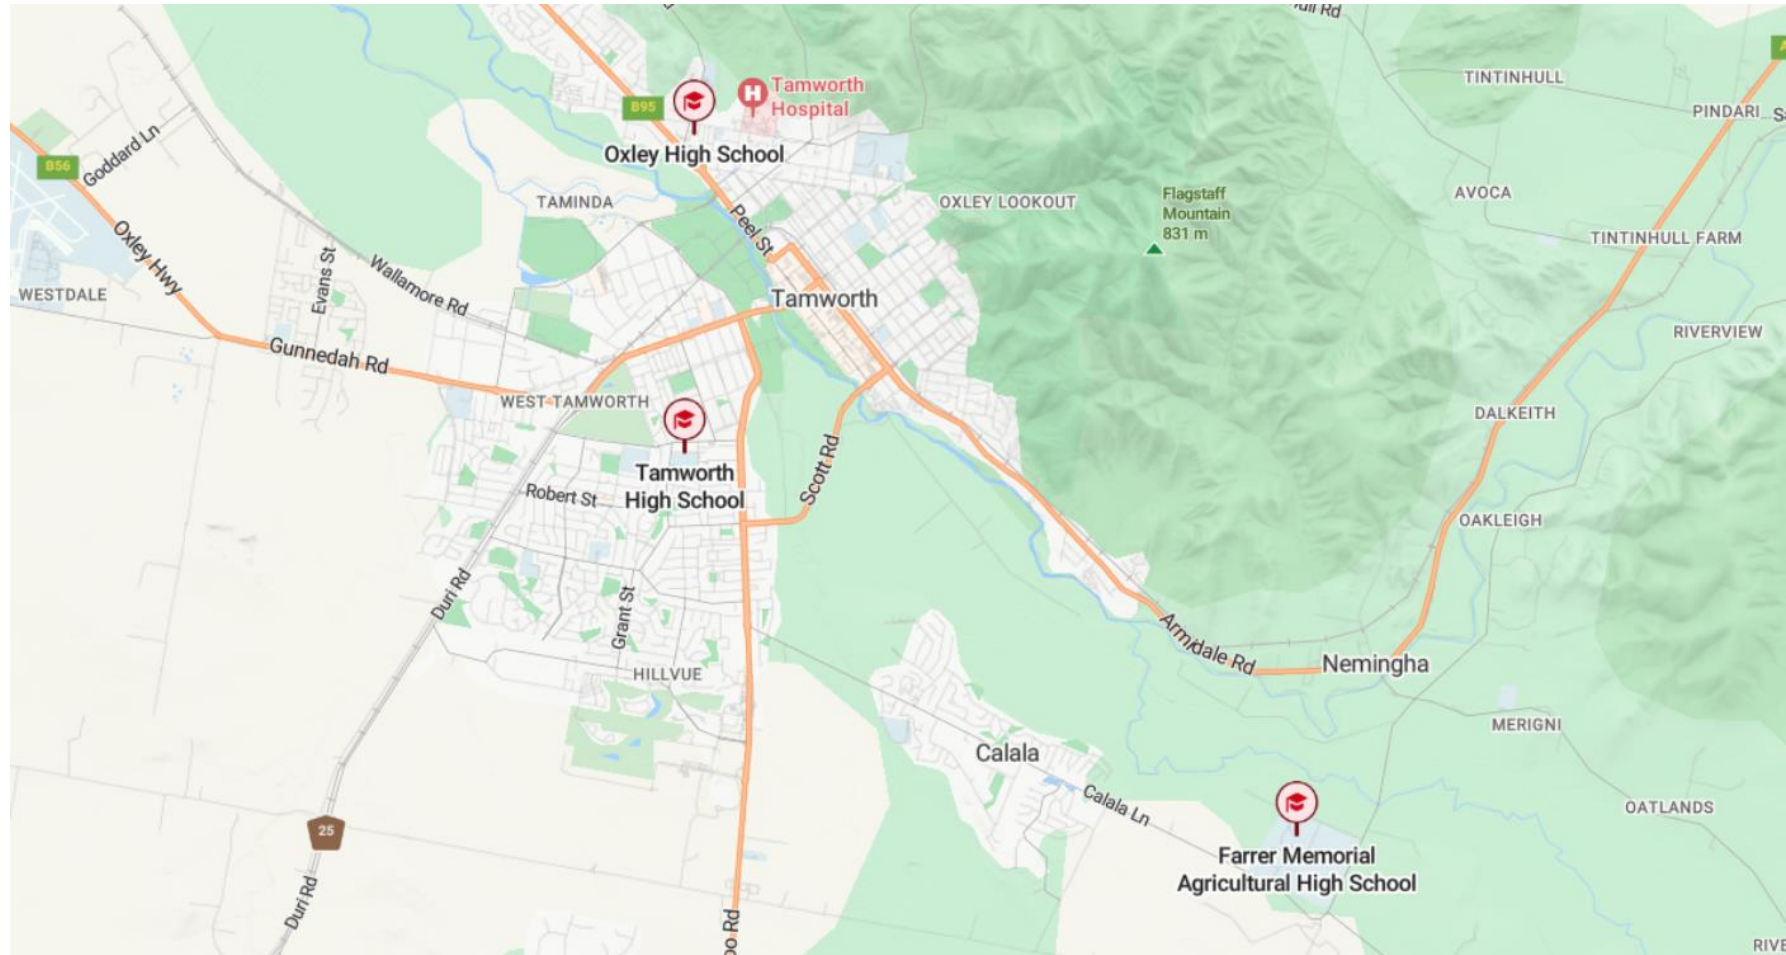 B95
Tamworth
Hospital
Oxley High School
TINTINHULL
PINDARI
B56
Goddard Ln
TAMINDA
Peel St
OXLEY LOOKOUT
Flagstaff
Mountain
831 m
AVOCA
TINTINHULL FARM
Oxley Hwy
Evans St
Wallamore Rd
WESTDALE
Tamworth
RIVERVIEW
Gunnedah Rd
WEST TAMWORTH
DALKEITH
Tamworth
High School
Scott Rd
Robert St
OAKLEIGH
Duri Rd
Grant St
Armidale Rd
Nemingha
HILLVUE
MERIGNI
Calala
Calala Ln
OATLANDS
25
Farrer Memorial
Agricultural High School
Duri Rd
Rd